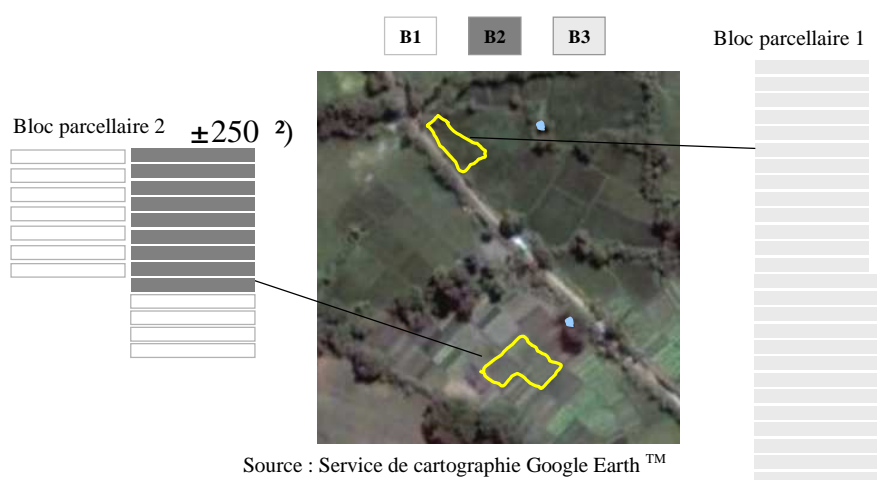 B1 B2 B3
Bloc parcellaire 1
Bloc parcellaire 2
±250 ²)
Source : Service de cartographie Google Earth TM